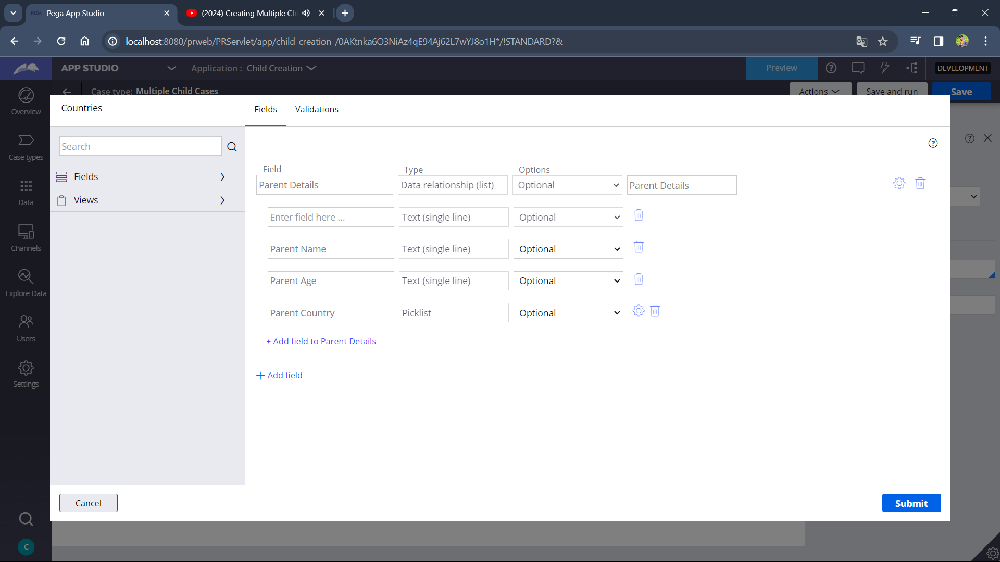 PEGA Pega App Studio
(2024) Creating Multiple Ch
localhost:8080/prweb/PRServlet/app/child-creation_/0AKtnka6O3NiAz4qE94Aj62L7wYJ8o1H*/!STANDARD?&
APP STUDIO
Application : Child Creation
Preview
DEVELOPMENT
Case type: Multiple Child Cases
Actions
Save and run
Save
Overview
Case types
Data
Channels
Explore Data
Users
Settings
C
Countries
Fields
Validations
Search
Fields
Views
Field Type Options
Parent Details Data relationship (list) Optional Parent Details
Enter field here ... Text (single line) Optional
Parent Name Text (single line) Optional
Parent Age Text (single line) Optional
Parent Country Picklist Optional
+ Add field to Parent Details
+ Add field
Cancel
Submit